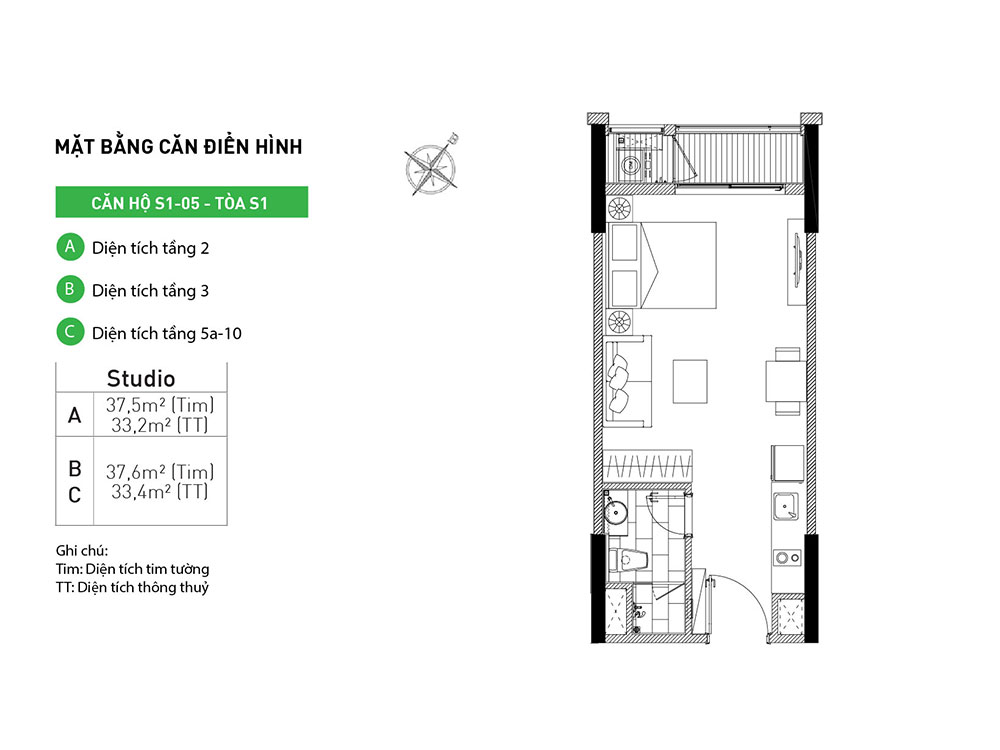 MẶT BẰNG CĂN ĐIỂN HÌNH
CĂN HỘ S1-05 - TÒA S1
A Diện tích tầng 2
B Diện tích tầng 3
C Diện tích tầng 5a-10
Studio
A 37,5m² (Tim)
33,2m² (TT)
B 37,6m² (Tim)
C 33,4m² (TT)
Ghi chú:
Tim: Diện tích tim tường
TT: Diện tích thông thuỷ